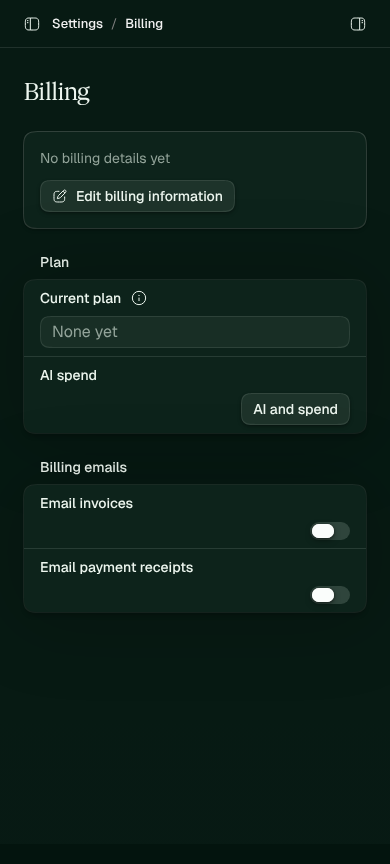 Settings / Billing
Billing
No billing details yet
Edit billing information
Plan
Current plan
None yet
AI spend
AI and spend
Billing emails
Email invoices
Email payment receipts